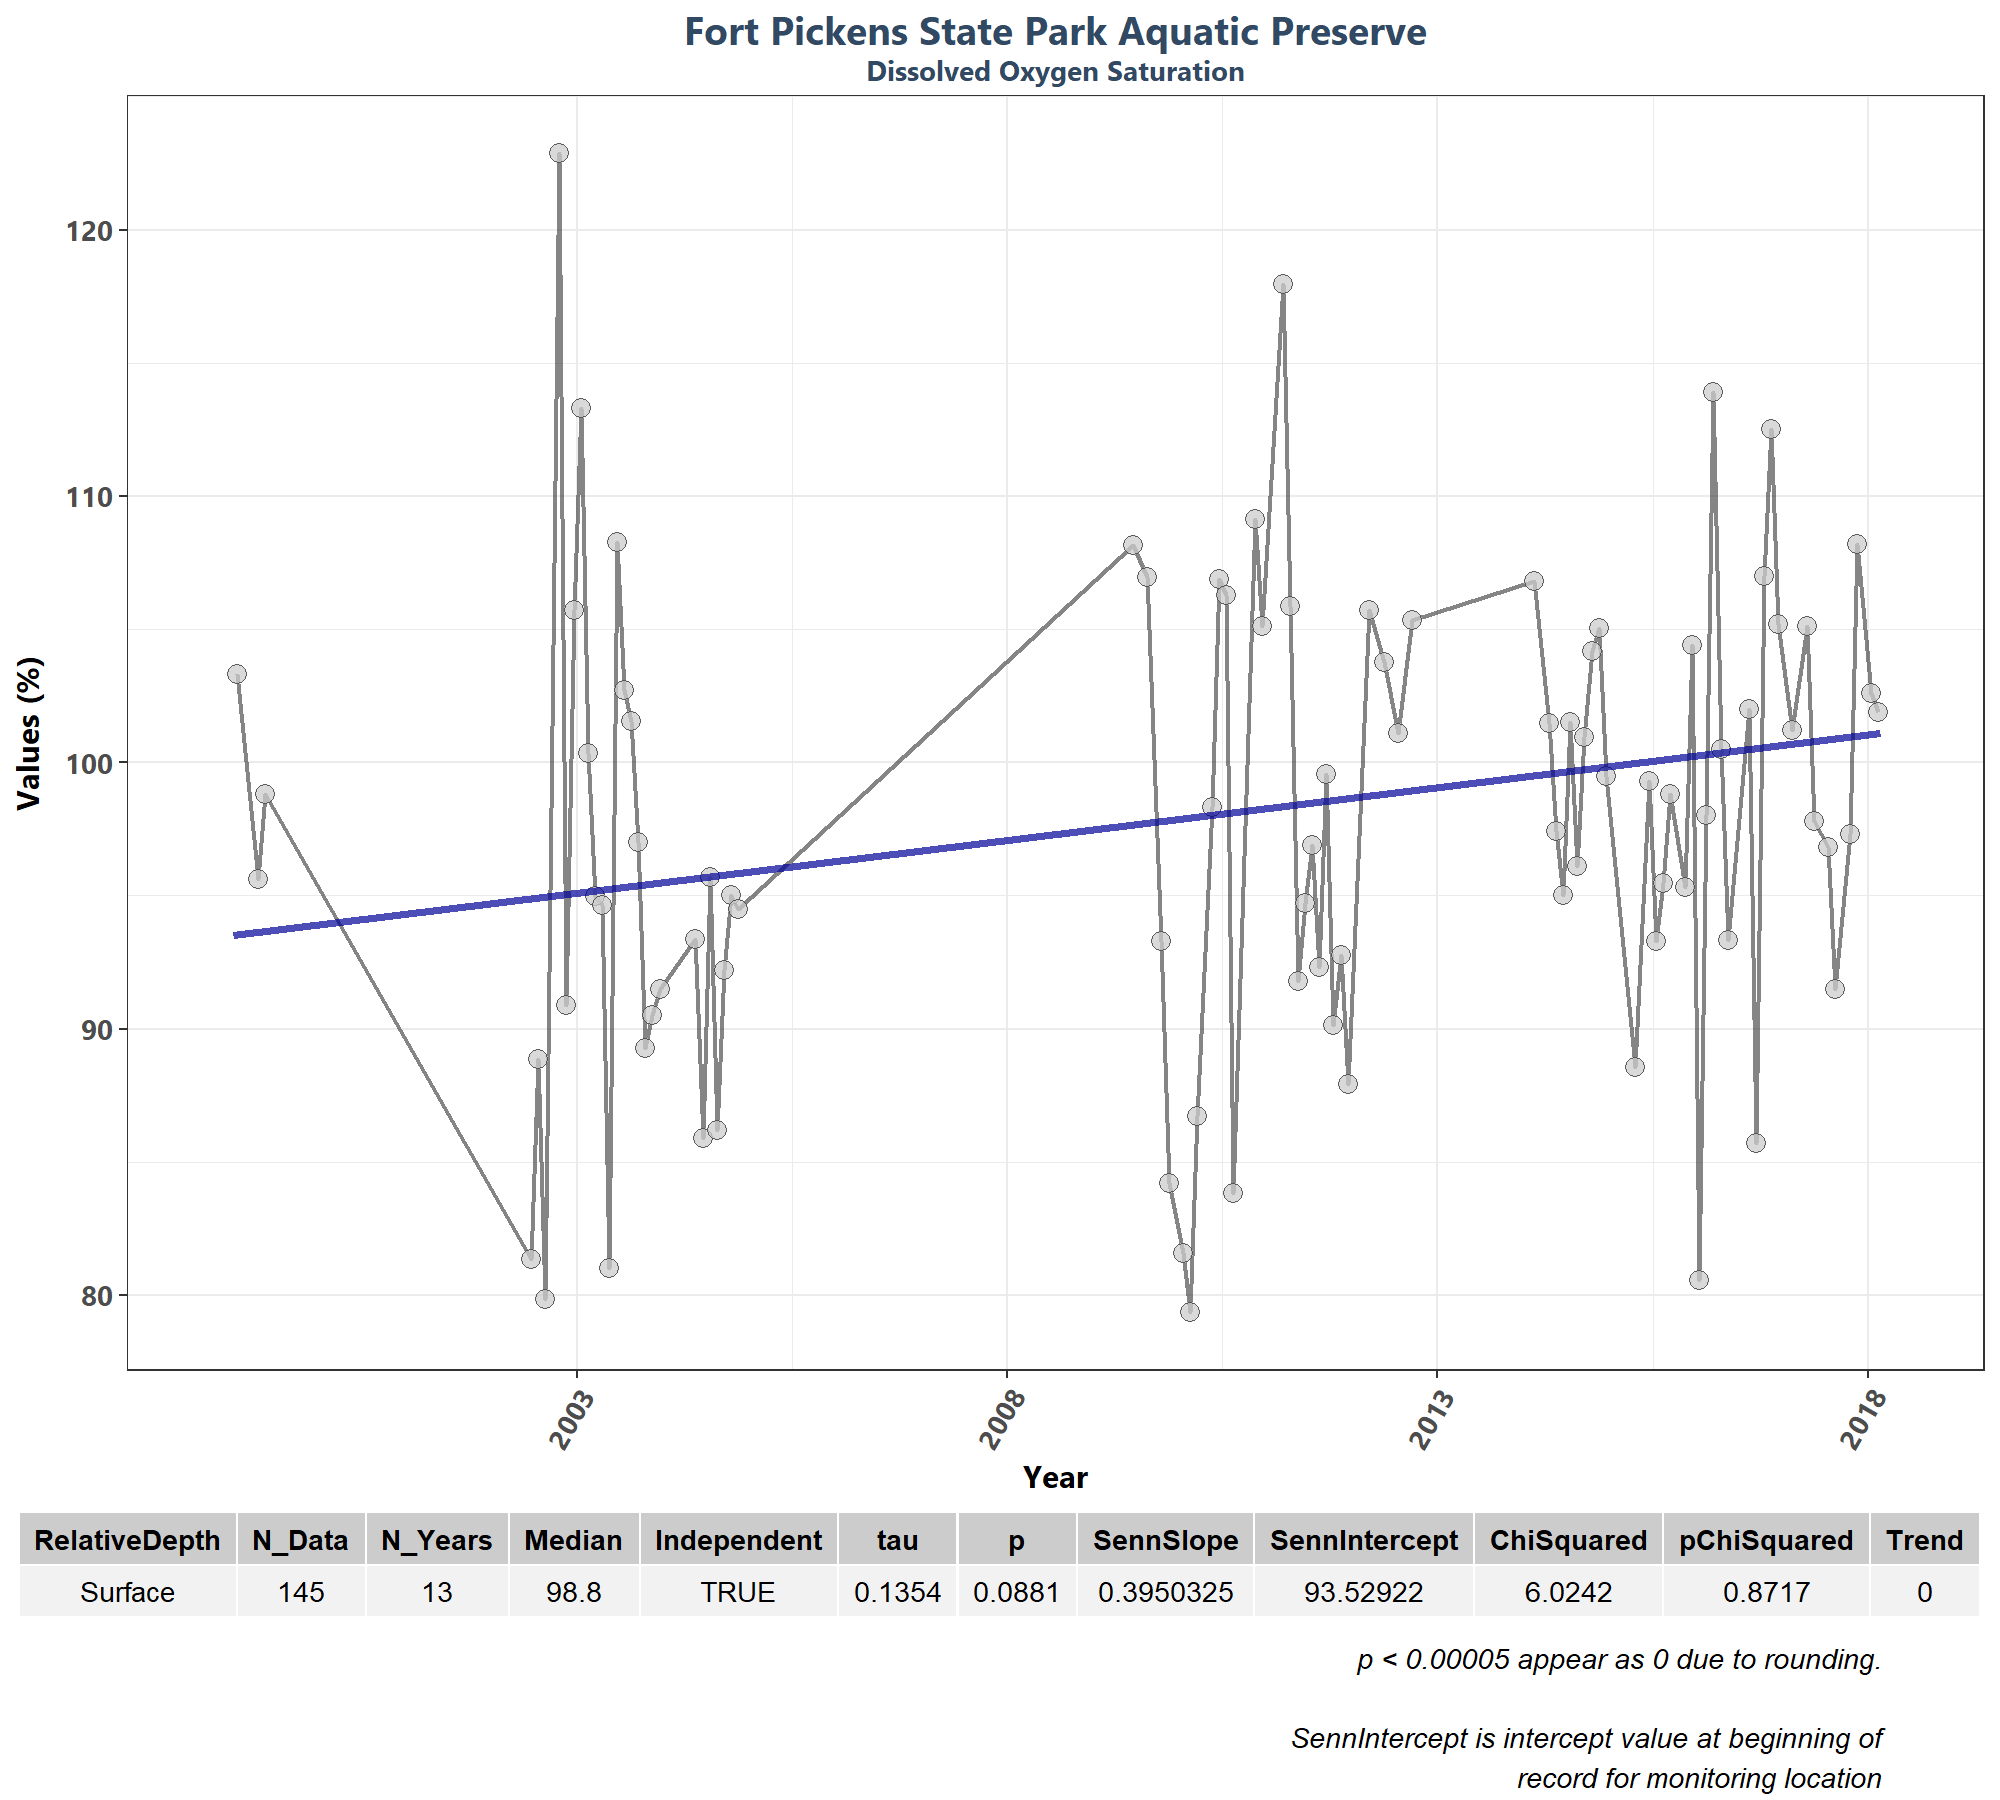 Fort Pickens State Park Aquatic Preserve
Dissolved Oxygen Saturation
Values (%)
120
110
100
90
80
2003
2008
2013
2018
Year
RelativeDepth N_Data N_Years Median Independent tau p SennSlope SennIntercept ChiSquared pChiSquared Trend
Surface 145 13 98.8 TRUE 0.1354 0.0881 0.3950325 93.52922 6.0242 0.8717 0
p < 0.00005 appear as 0 due to rounding.
SennIntercept is intercept value at beginning of
record for monitoring location